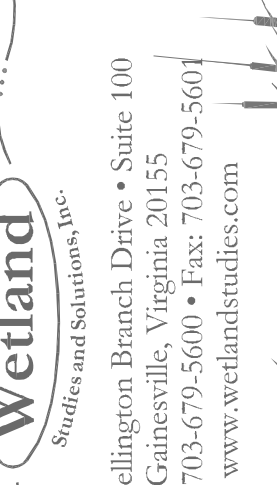 Wetland
Studies and Solutions, Inc.
ellington Branch Drive • Suite 100
Gainesville, Virginia 20155
703-679-5600 • Fax: 703-679-5601
www.wetlandstudies.com